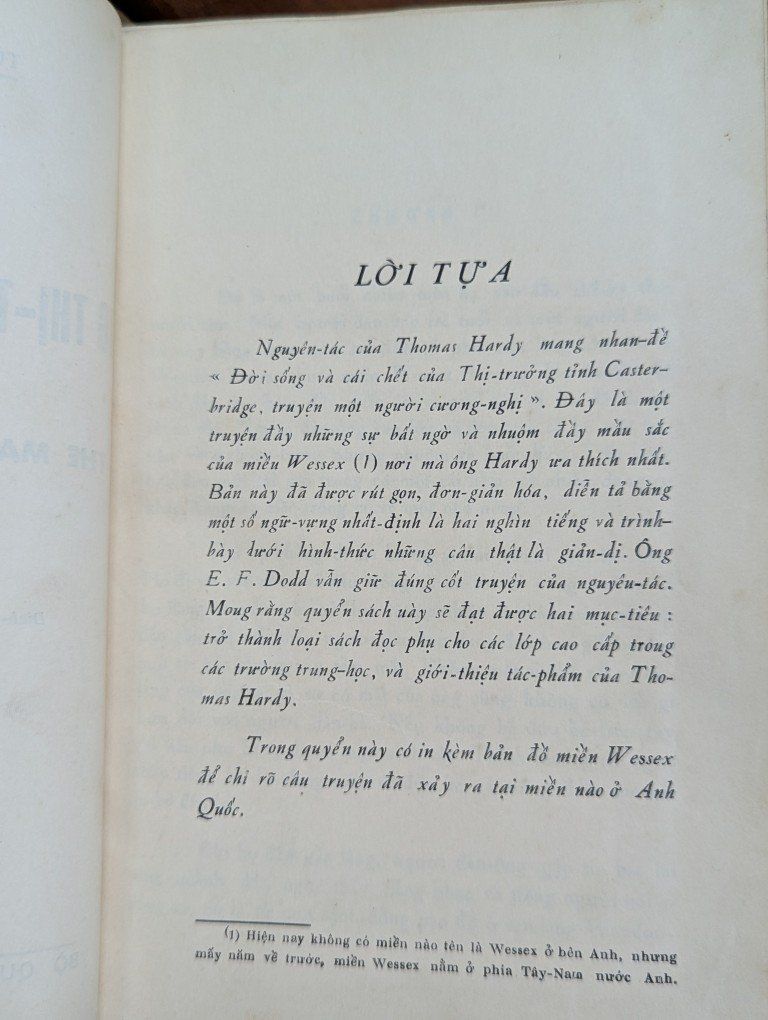 LỜI TỰA
Nguyên-tác của Thomas Hardy mang nhan-đề
« Đời sống và cái chết của Thị-trưởng tỉnh Caster-
bridge, truyện một người cương-nghị ». Đây là một
truyện đầy những sự bất ngờ và nhuộm đầy mầu sắc
của miều Wessex (1) nơi mà ông Hardy ưa thích nhất.
Bản này đã được rút gọn, đơn-giản hóa, diễn tả bằng
một số ngữ-vựng nhất-định là hai nghìn tiếng và trình-
bày dưới hình-thức những câu thật là giản-dị. Ông
E. F. Dodd vẫn giữ đúng cốt truyện của nguyêu-tác.
Moug rằng quyển sách uày sẽ đạt được hai mục-tiêu :
trở thành loại sách đọc phụ cho các lớp cao cấp troug
các trường trung-học, và giới-thiệu tác-phẩm của Tho-
mas Hardy.
Trong quyển này có in kèm bản đồ miền Wessex
để chỉ rõ câu truyện đã xảy ra tại miền nào ở Anh
Quốc.
(1) Hiện nay không có miền nào tên là Wessex ở bên Anh, nhưng
mấy năm về trước, miền Wessex nằm ở phía Tây-Nam nước Anh.